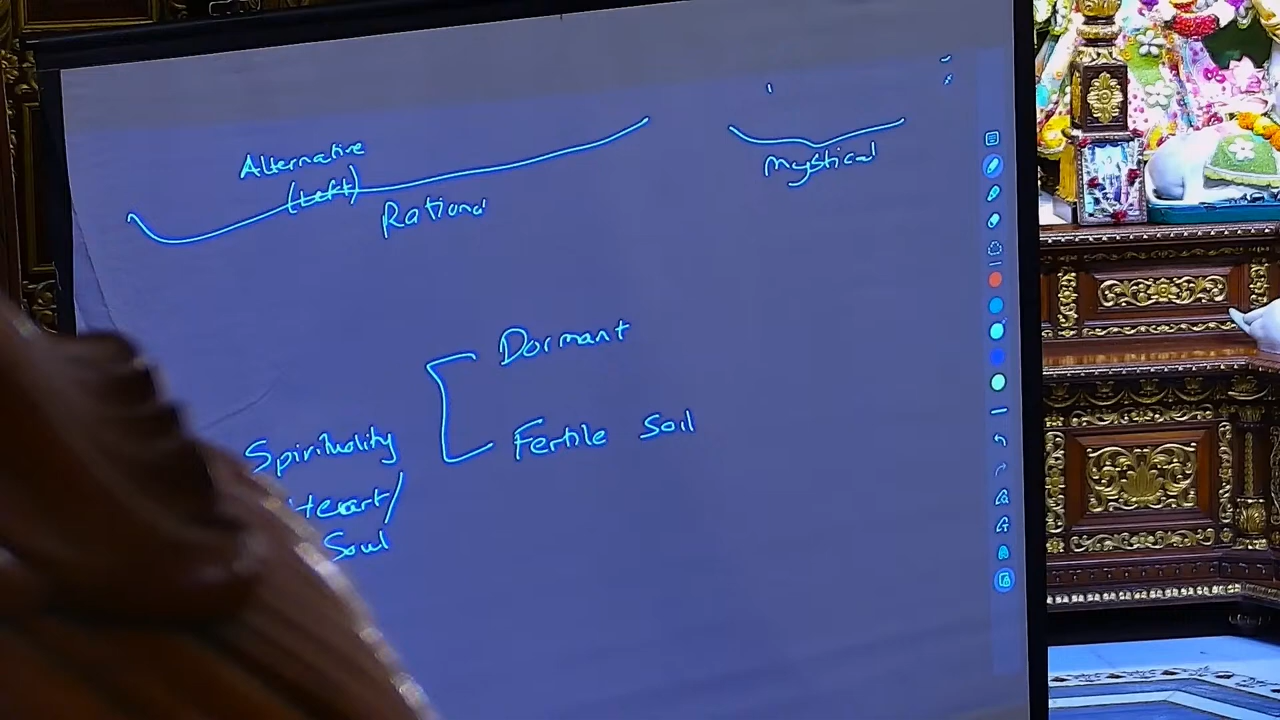 Alternative
(Left)
Rational
mystical
Dormant
Fertile Soil
Spirituality
Heart/
Soul